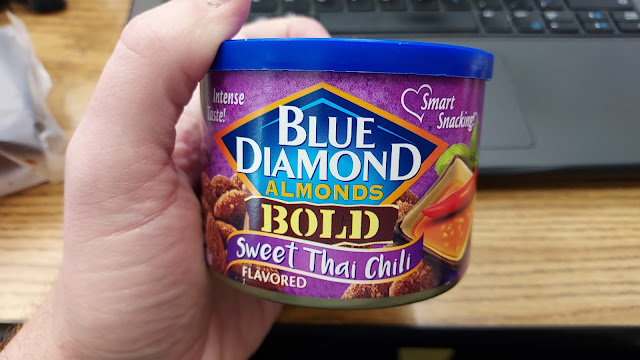 Intense
Taste!
Smart
Snacking!
BLUE
DIAMOND
ALMONDS
BOLD
Sweet Thai Chili
FLAVORED